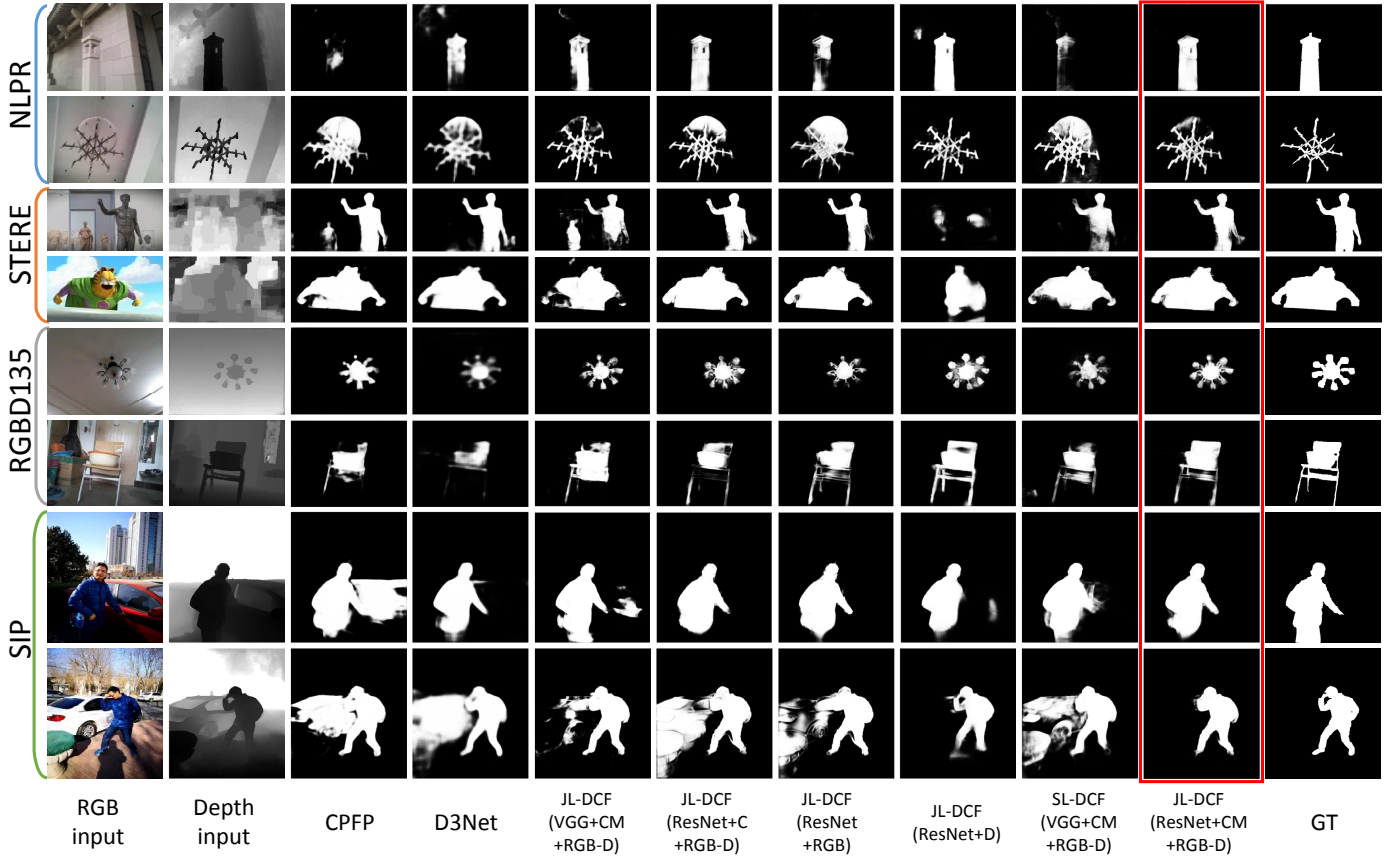 NLPR
STERE
RGBD135
SIP
RGB
input
Depth
input
CPFP
D3Net
JL-DCF
(VGG+CM
+RGB-D)
JL-DCF
(ResNet+C
+RGB-D)
JL-DCF
(ResNet
+RGB)
JL-DCF
(ResNet+D)
SL-DCF
(VGG+CM
+RGB-D)
JL-DCF
(ResNet+CM
+RGB-D)
GT